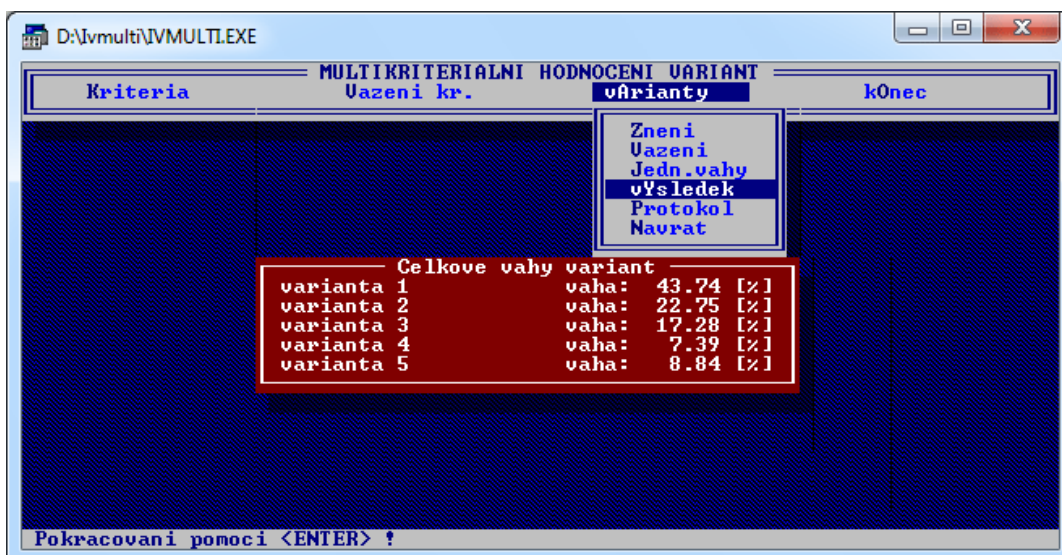 D:\Ivmulti\IVMULTI.EXE
MULTIKRITERIALNI HODNOCENI VARIANT
Kriteria Vazeni kr. vArianty kOnec
Zneni
Vazeni
Jedn.vahy
vYsledek
Protokol
Navrat
Celkove vahy variant
varianta 1 vaha: 43.74 [%]
varianta 2 vaha: 22.75 [%]
varianta 3 vaha: 17.28 [%]
varianta 4 vaha: 7.39 [%]
varianta 5 vaha: 8.84 [%]
Pokracovani pomoci <ENTER> !